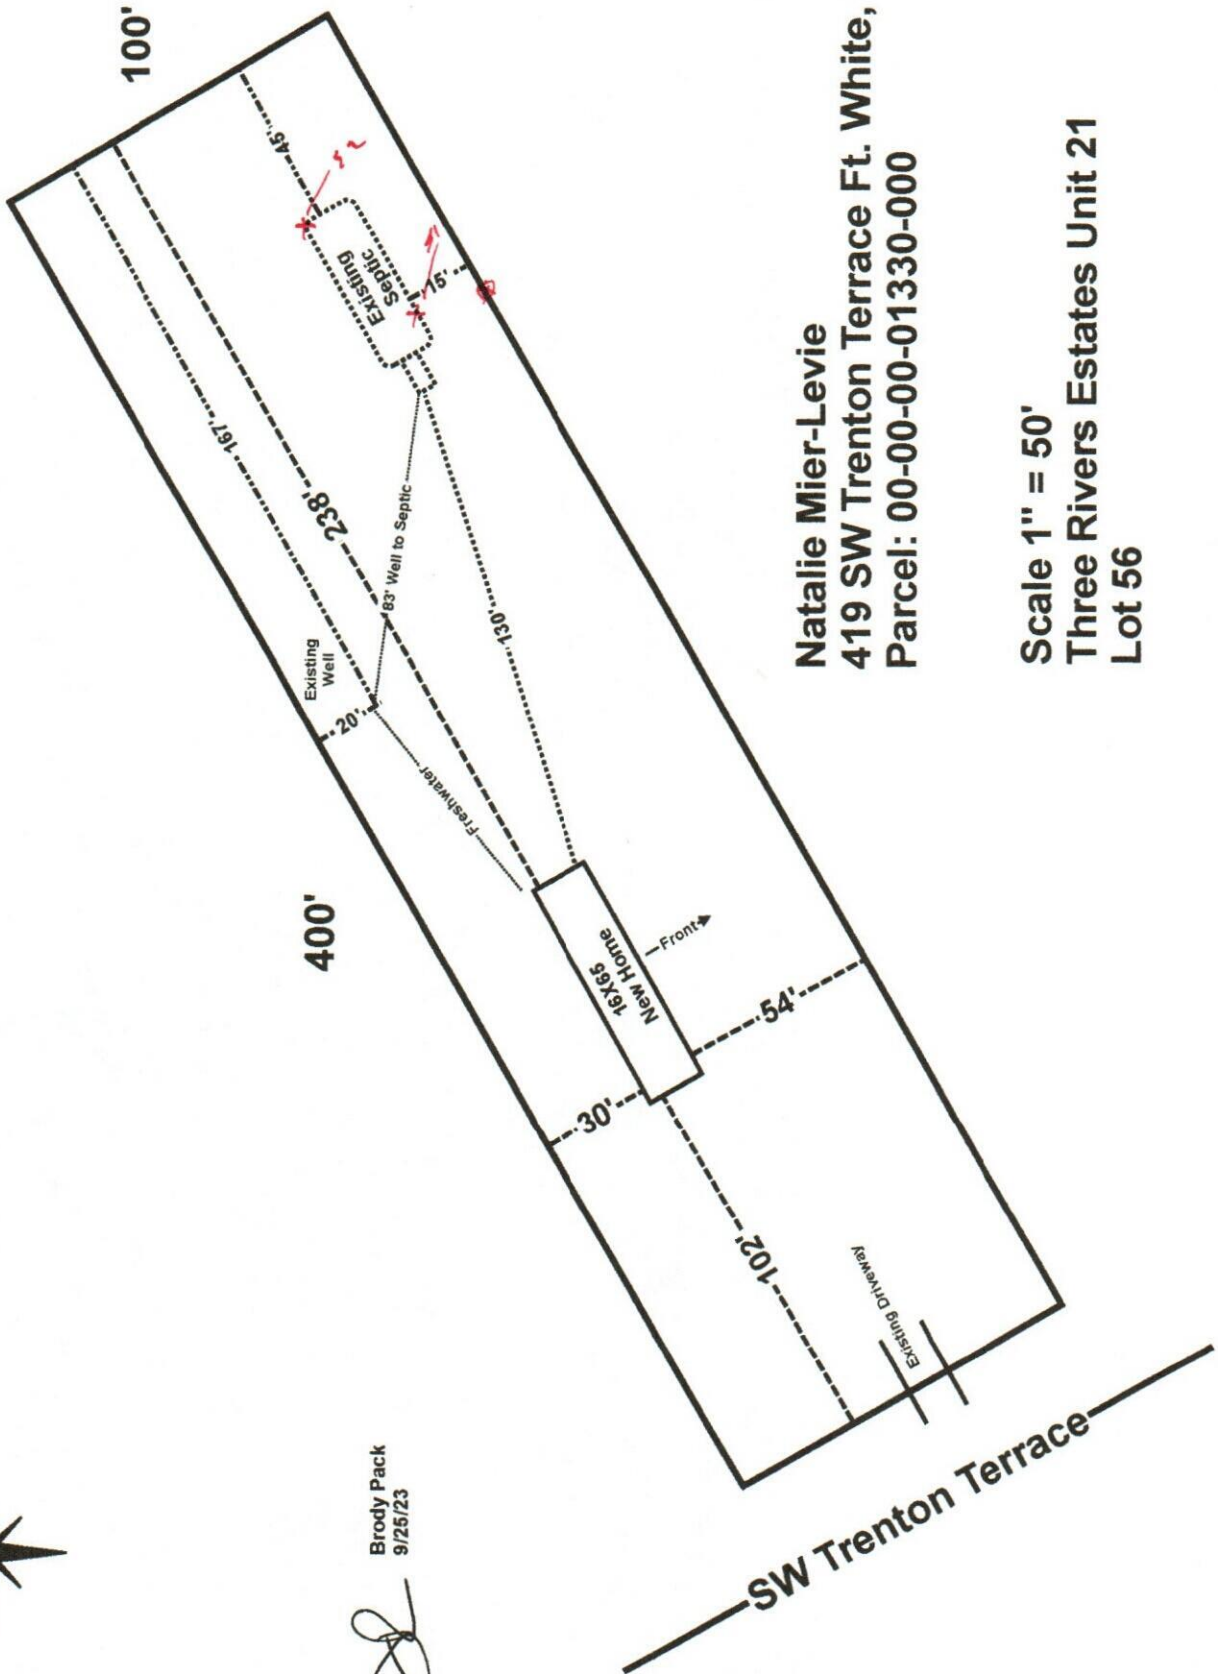 100'
400'
45'
Existing
Septic
15'
167'
238'
83' Well to Septic
130'
Existing
Well
20'
Freshwater
16X65
New Home
Front
30'
54'
102'
Existing Driveway
SW Trenton Terrace
Brody Pack
9/25/23
Natalie Mier-Levie
419 SW Trenton Terrace Ft. White,
Parcel: 00-00-00-01330-000
Scale 1" = 50'
Three Rivers Estates Unit 21
Lot 56